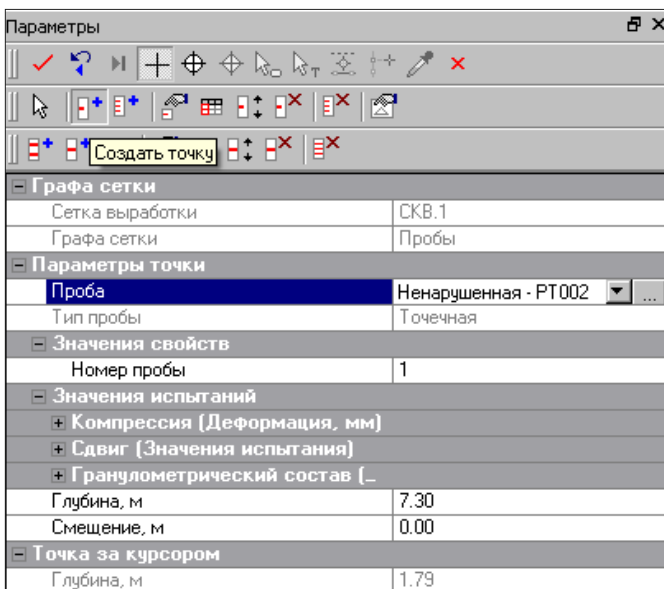 Параметры
Создать точку
Графа сетки
Сетка выработки СКВ.1
Графа сетки Пробы
Параметры точки
Проба Ненарушенная - РТ002 ...
Тип пробы Точечная
Значения свойств
Номер пробы 1
Значения испытаний
Компрессия (Деформация, мм)
Сдвиг (Значения испытания)
Гранулометрический состав (...
Глубина, м 7.30
Смещение, м 0.00
Точка за курсором
Глубина, м 1.79